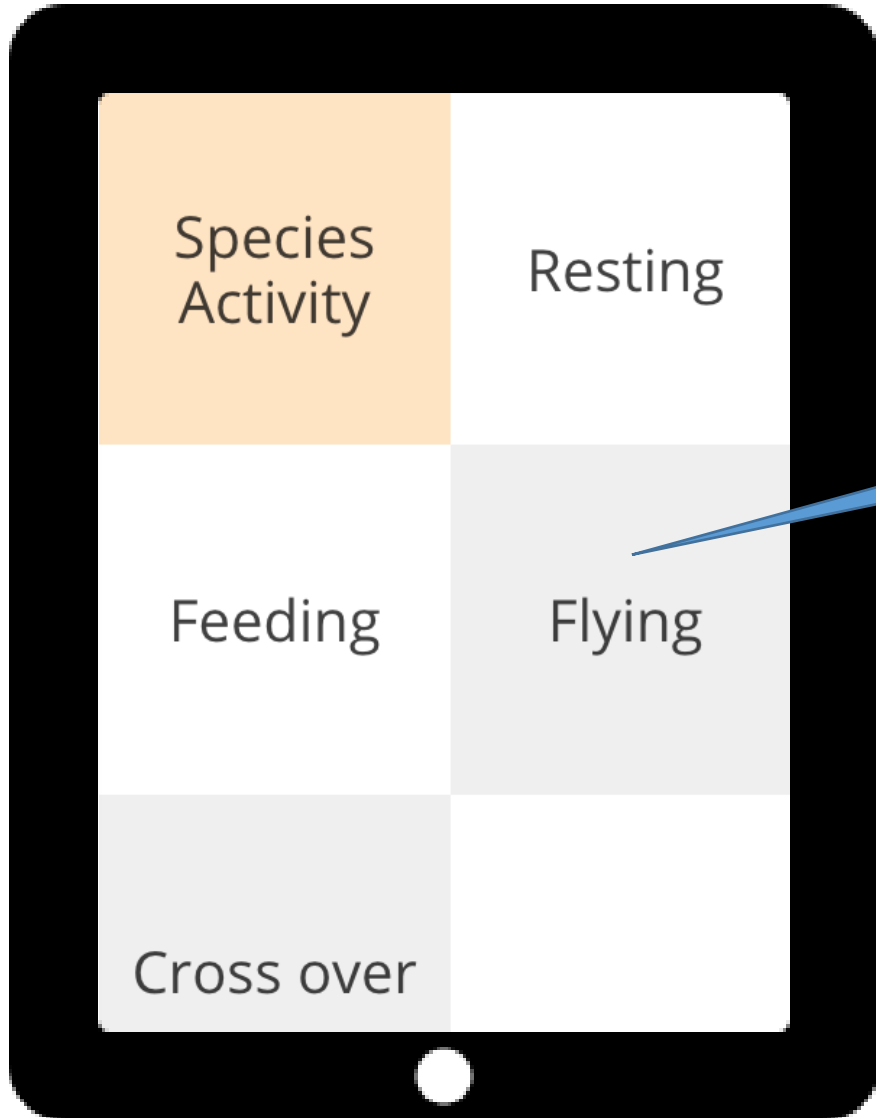 Species
Activity
Resting
Feeding
Flying
Cross over